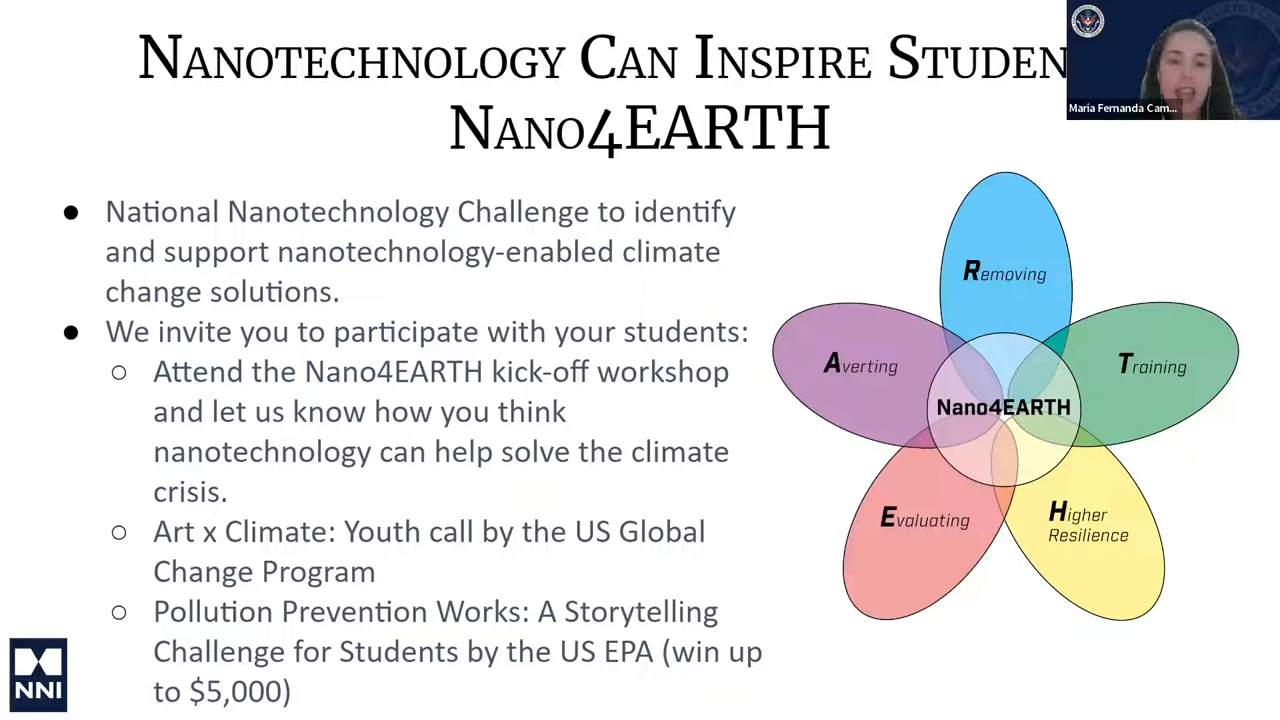 NANOTECHNOLOGY CAN INSPIRE STUDEN
NANO4EARTH
Maria Fernanda Cam...
● National Nanotechnology Challenge to identify
and support nanotechnology-enabled climate
change solutions.
● We invite you to participate with your students:
○ Attend the Nano4EARTH kick-off workshop
and let us know how you think
nanotechnology can help solve the climate
crisis.
○ Art x Climate: Youth call by the US Global
Change Program
○ Pollution Prevention Works: A Storytelling
Challenge for Students by the US EPA (win up
to $5,000)
Removing
Averting
Training
Nano4EARTH
Evaluating
Higher
Resilience
NNI